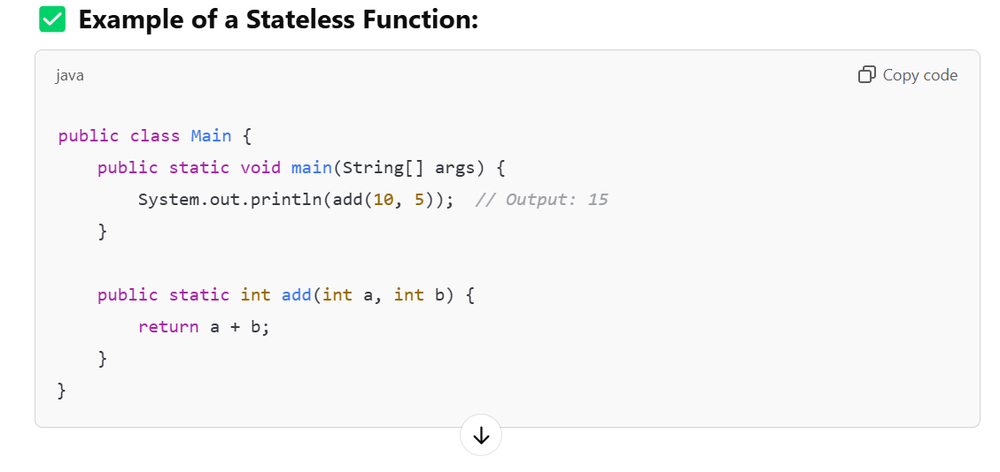 ✅ Example of a Stateless Function:
java
Copy code
public class Main {
    public static void main(String[] args) {
        System.out.println(add(10, 5));  // Output: 15
    }
    public static int add(int a, int b) {
        return a + b;
    }
}